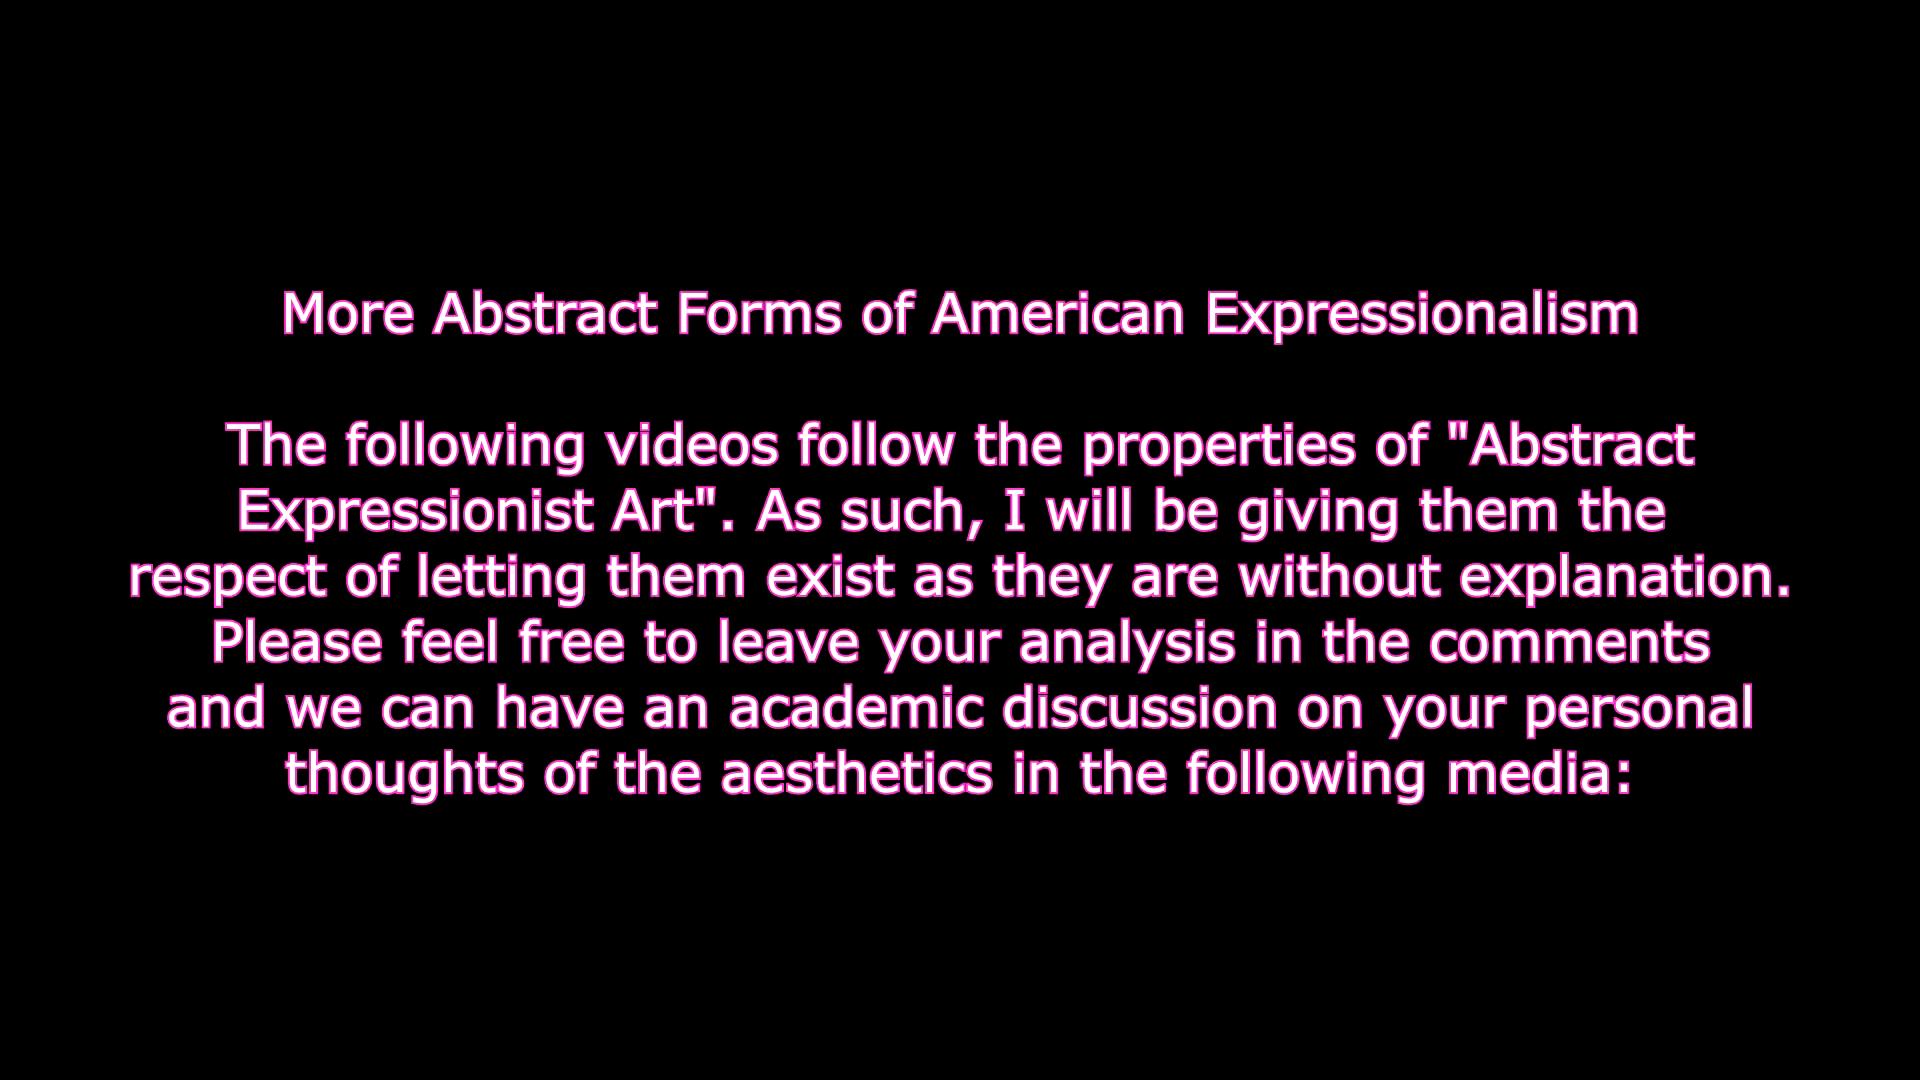 More Abstract Forms of American Expressionalism
The following videos follow the properties of "Abstract
Expressionist Art". As such, I will be giving them the
respect of letting them exist as they are without explanation.
Please feel free to leave your analysis in the comments
and we can have an academic discussion on your personal
thoughts of the aesthetics in the following media: